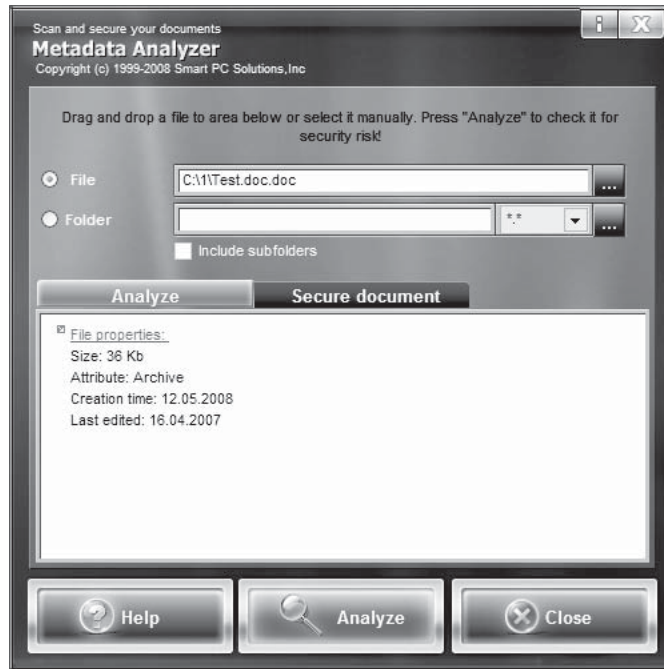 Scan and secure your documents
Metadata Analyzer
Copyright (c) 1999-2008 Smart PC Solutions,Inc
Drag and drop a file to area below or select it manually. Press "Analyze" to check it for
security risk!
File C:\1\Test.doc.doc ...
Folder *.* ...
Include subfolders
Analyze Secure document
File properties:
Size: 36 Kb
Attribute: Archive
Creation time: 12.05.2008
Last edited: 16.04.2007
Help Analyze Close